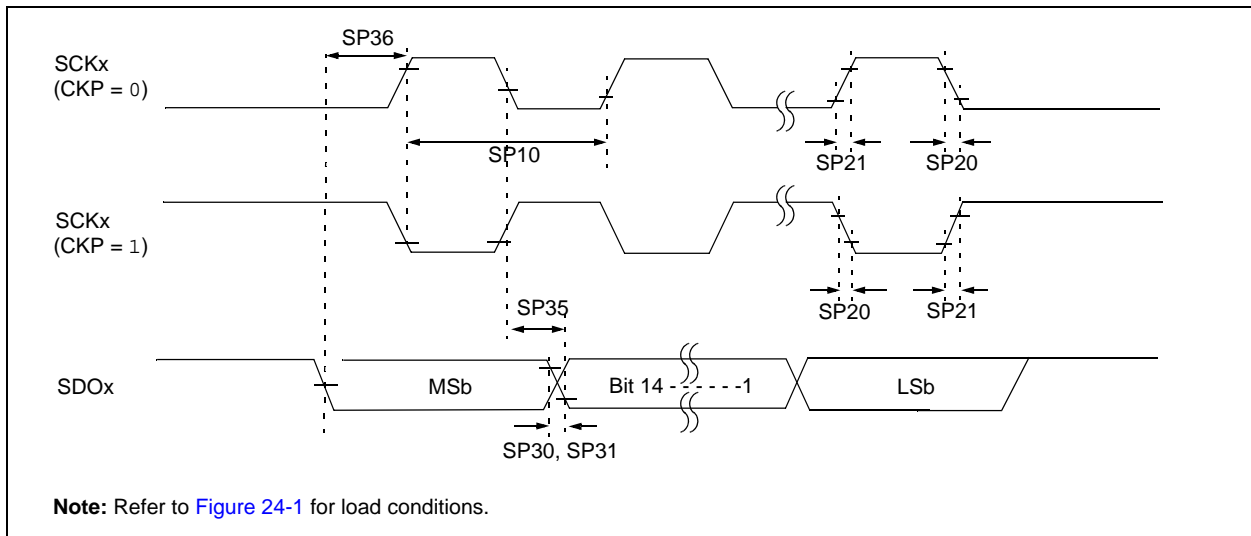 SP36
SCKx
(CKP = 0)
SP10
SP21
SP20
SCKx
(CKP = 1)
SP35
SP20
SP21
SDOx
MSb
Bit 14 - - - - - -1
LSb
SP30, SP31
Note: Refer to Figure 24-1 for load conditions.